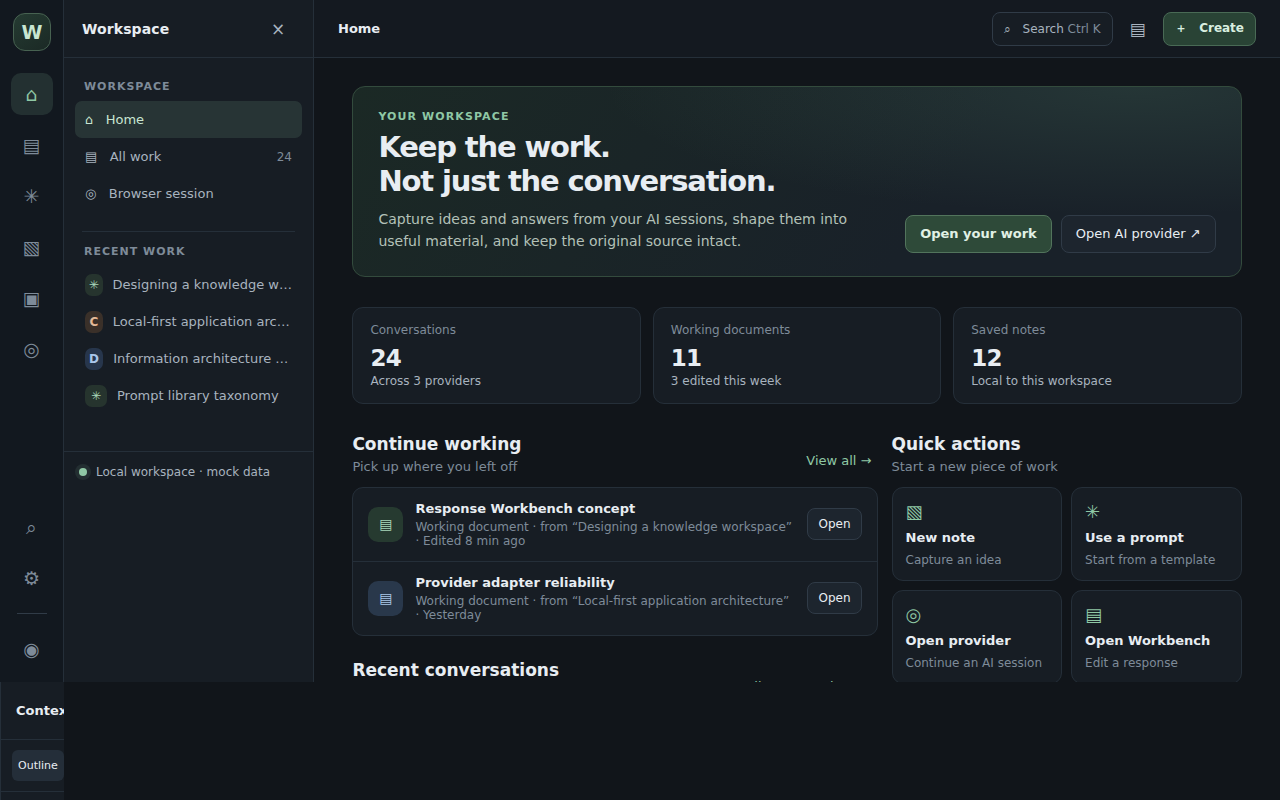 W
Workspace
×
Home
Search Ctrl K
+ Create
WORKSPACE
Home
All work 24
Browser session
RECENT WORK
Designing a knowledge w…
C Local-first application arc…
D Information architecture …
Prompt library taxonomy
Local workspace · mock data
YOUR WORKSPACE
Keep the work.
Not just the conversation.
Capture ideas and answers from your AI sessions, shape them into
useful material, and keep the original source intact.
Open your work
Open AI provider ↗
Conversations
24
Across 3 providers
Working documents
11
3 edited this week
Saved notes
12
Local to this workspace
Continue working
Pick up where you left off
View all →
Response Workbench concept
Working document · from “Designing a knowledge workspace”
· Edited 8 min ago
Open
Provider adapter reliability
Working document · from “Local-first application architecture”
· Yesterday
Open
Recent conversations
Quick actions
Start a new piece of work
New note
Capture an idea
Use a prompt
Start from a template
Open provider
Continue an AI session
Open Workbench
Edit a response
Contex
Outline